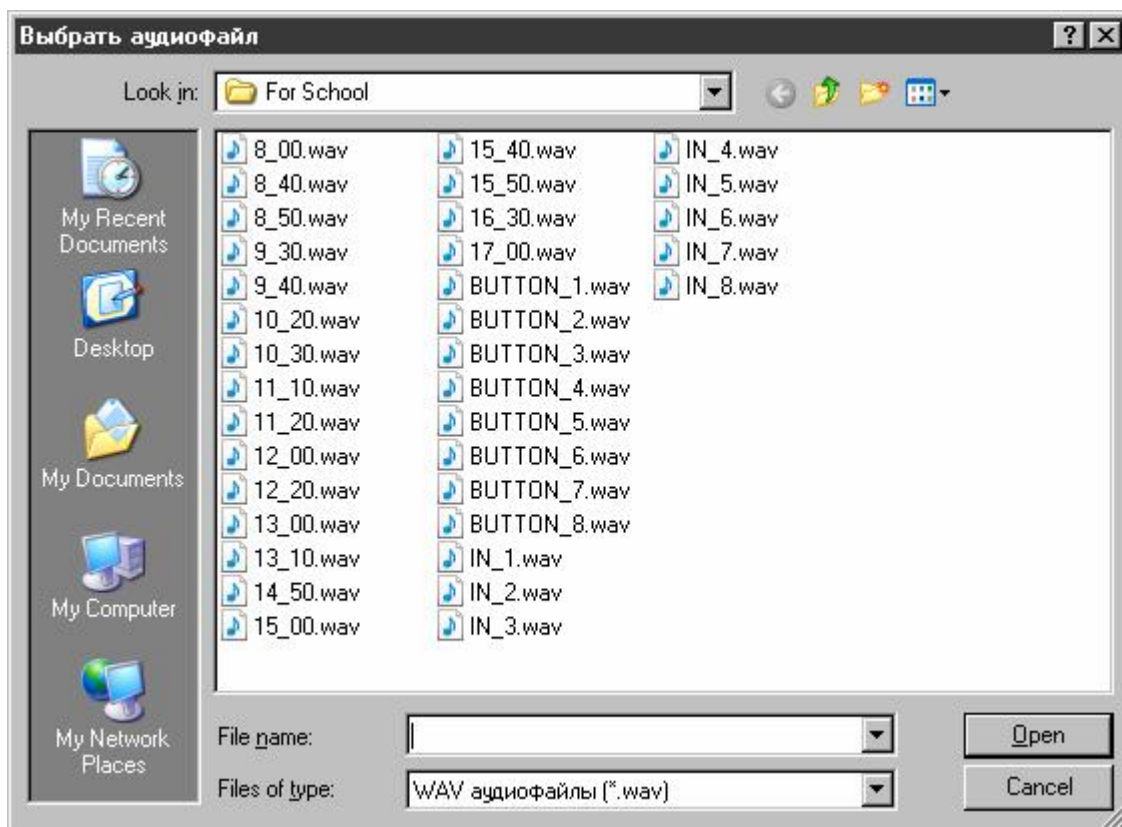 Выбрать аудиофайл
Look in:
For School
My Recent
Documents
Desktop
My Documents
My Computer
My Network
Places
8_00.wav
8_40.wav
8_50.wav
9_30.wav
9_40.wav
10_20.wav
10_30.wav
11_10.wav
11_20.wav
12_00.wav
12_20.wav
13_00.wav
13_10.wav
14_50.wav
15_00.wav
15_40.wav
15_50.wav
16_30.wav
17_00.wav
BUTTON_1.wav
BUTTON_2.wav
BUTTON_3.wav
BUTTON_4.wav
BUTTON_5.wav
BUTTON_6.wav
BUTTON_7.wav
BUTTON_8.wav
IN_1.wav
IN_2.wav
IN_3.wav
IN_4.wav
IN_5.wav
IN_6.wav
IN_7.wav
IN_8.wav
File name:
Open
Files of type:
WAV аудиофайлы (*.wav)
Cancel